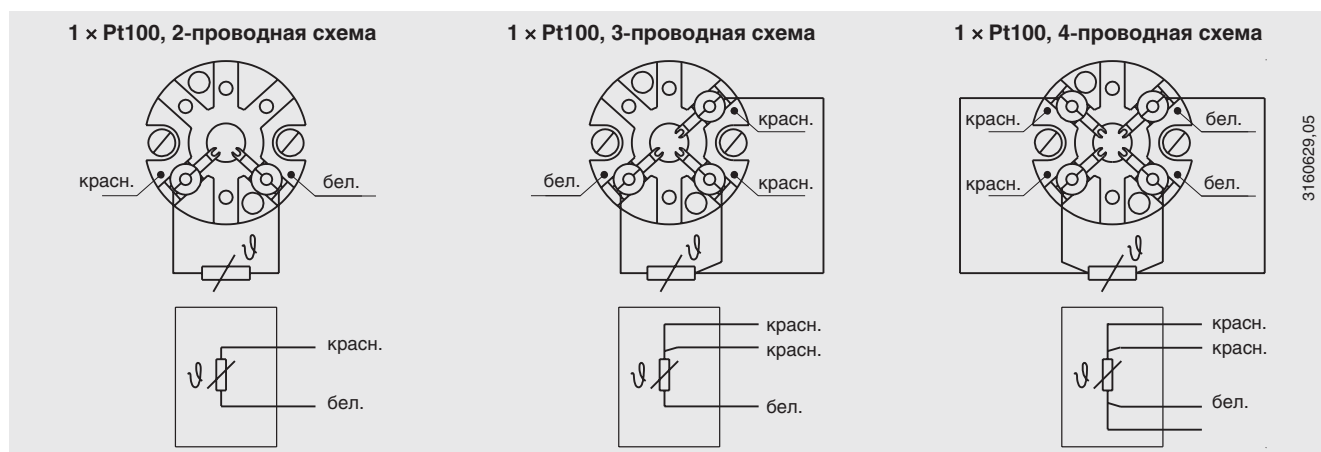 1 × Pt100, 2-проводная схема
красн.
бел.
ϑ
ϑ
красн.
бел.
1 × Pt100, 3-проводная схема
красн.
бел.
красн.
ϑ
ϑ
красн.
красн.
бел.
1 × Pt100, 4-проводная схема
красн.
бел.
красн.
бел.
ϑ
ϑ
красн.
красн.
бел.
3160629,05